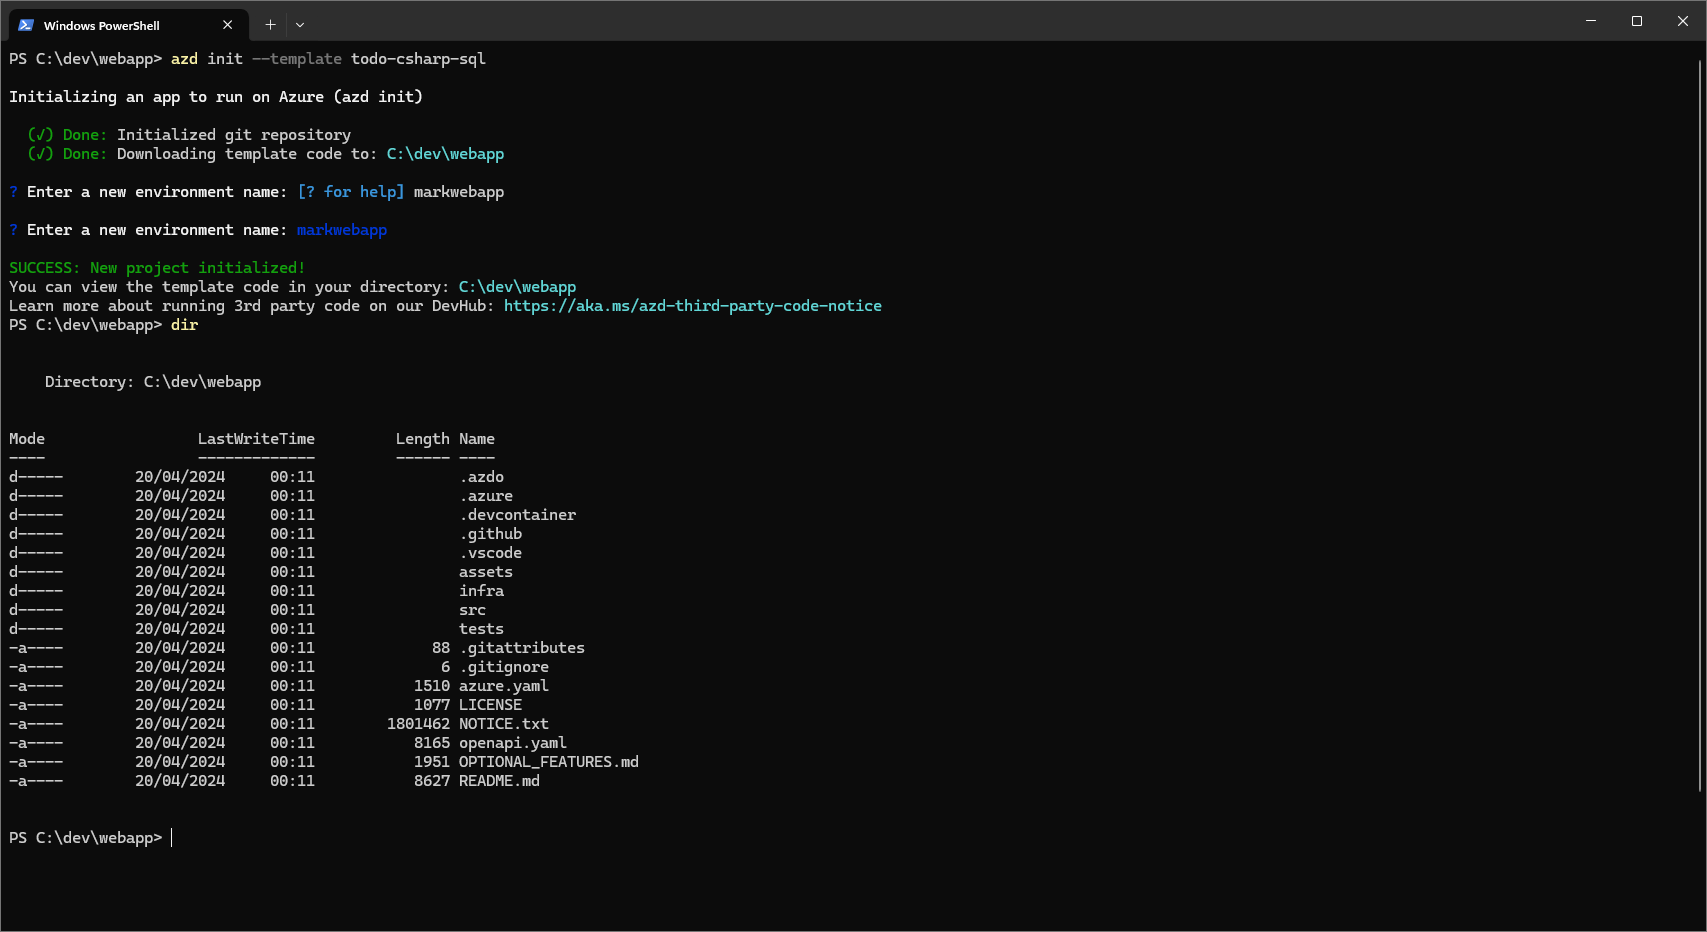 Windows PowerShell
PS C:\dev\webapp> azd init --template todo-csharp-sql
Initializing an app to run on Azure (azd init)
(√) Done: Initialized git repository
(√) Done: Downloading template code to: C:\dev\webapp
? Enter a new environment name: [? for help] markwebapp
? Enter a new environment name: markwebapp
SUCCESS: New project initialized!
You can view the template code in your directory: C:\dev\webapp
Learn more about running 3rd party code on our DevHub: https://aka.ms/azd-third-party-code-notice
PS C:\dev\webapp> dir
Directory: C:\dev\webapp
Mode LastWriteTime Length Name
---- ------------- ------ ----
d----- 20/04/2024 00:11 .azdo
d----- 20/04/2024 00:11 .azure
d----- 20/04/2024 00:11 .devcontainer
d----- 20/04/2024 00:11 .github
d----- 20/04/2024 00:11 .vscode
d----- 20/04/2024 00:11 assets
d----- 20/04/2024 00:11 infra
d----- 20/04/2024 00:11 src
d----- 20/04/2024 00:11 tests
-a---- 20/04/2024 00:11 88 .gitattributes
-a---- 20/04/2024 00:11 6 .gitignore
-a---- 20/04/2024 00:11 1510 azure.yaml
-a---- 20/04/2024 00:11 1077 LICENSE
-a---- 20/04/2024 00:11 1801462 NOTICE.txt
-a---- 20/04/2024 00:11 8165 openapi.yaml
-a---- 20/04/2024 00:11 1951 OPTIONAL_FEATURES.md
-a---- 20/04/2024 00:11 8627 README.md
PS C:\dev\webapp>